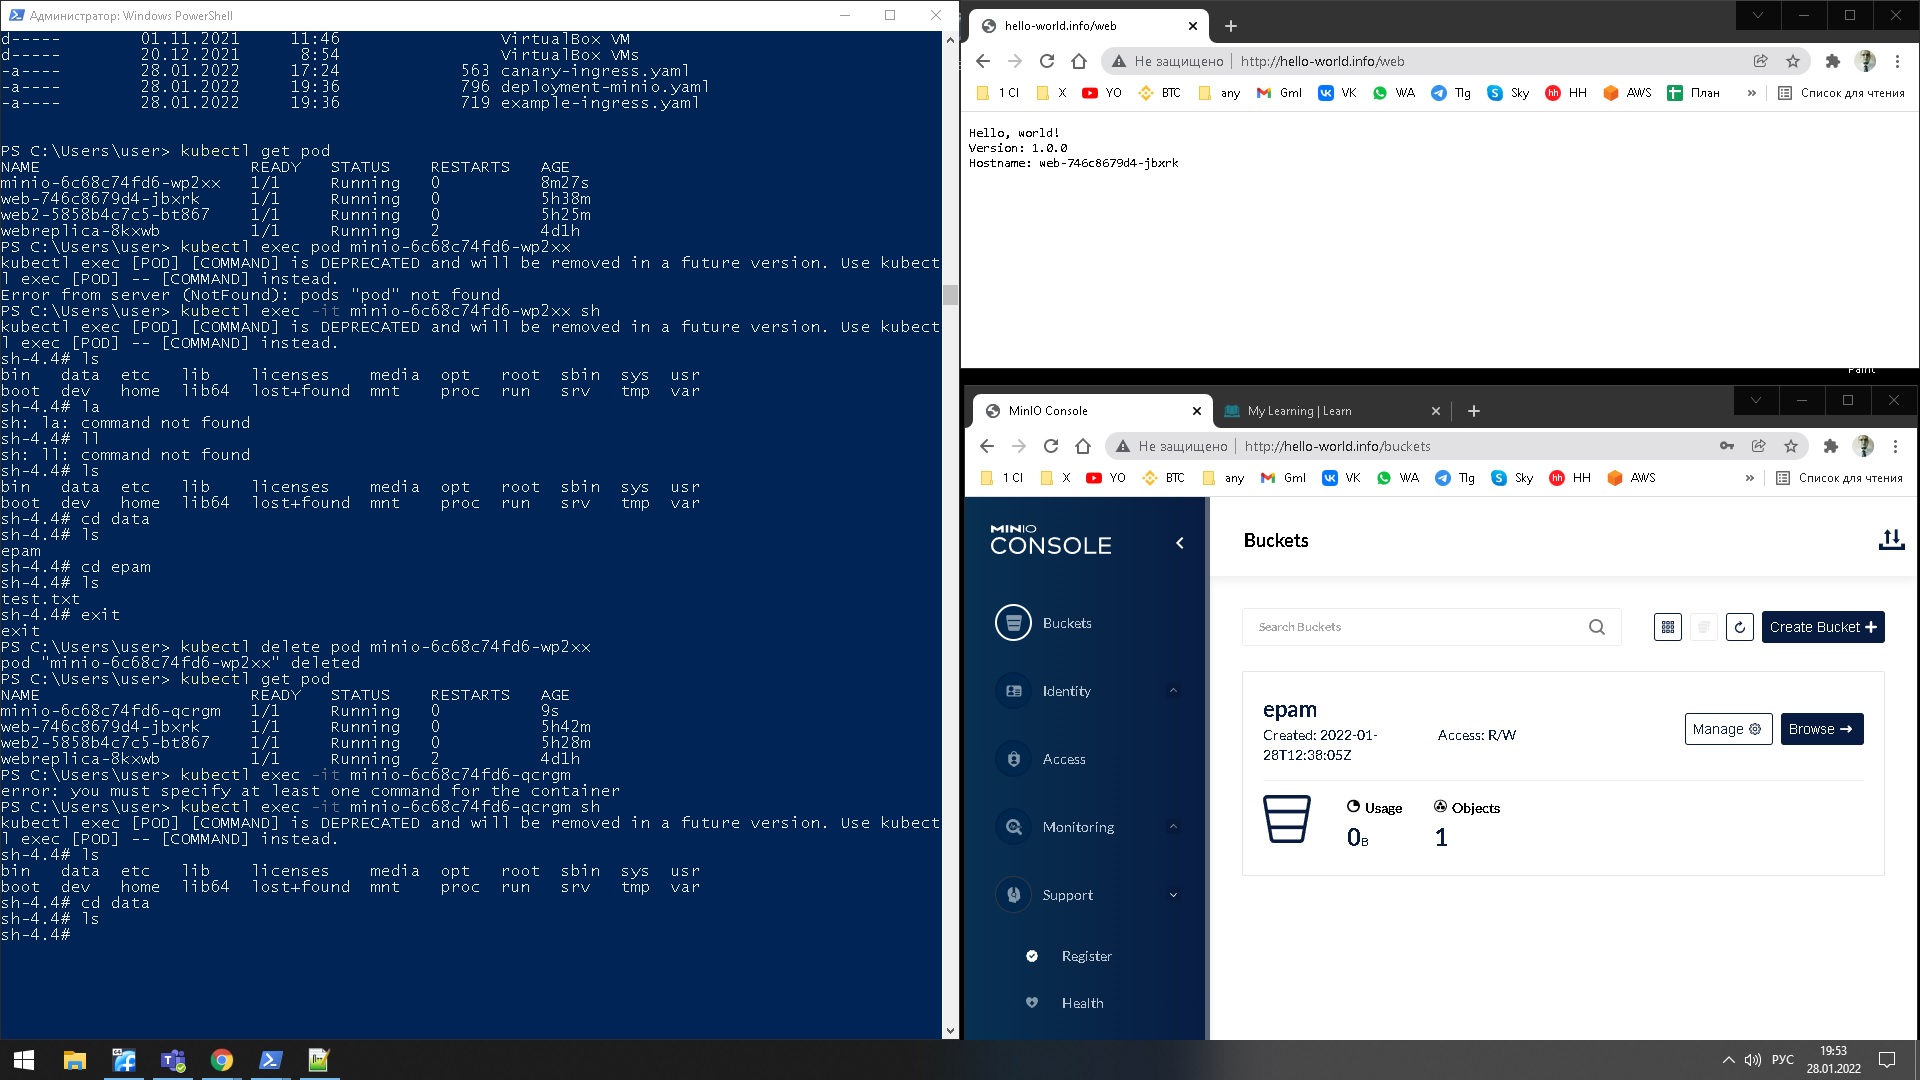 Администратор: Windows PowerShell
d----- 01.11.2021 11:46 VirtualBox VM
d----- 20.12.2021 8:54 VirtualBox VMs
-a---- 28.01.2022 17:24 563 canary-ingress.yaml
-a---- 28.01.2022 19:36 796 deployment-minio.yaml
-a---- 28.01.2022 19:36 719 example-ingress.yaml
PS C:\Users\user> kubectl get pod
NAME READY STATUS RESTARTS AGE
minio-6c68c74fd6-wp2xx 1/1 Running 0 8m27s
web-746c8679d4-jbxrk 1/1 Running 0 5h38m
web2-5858b4c7c5-bt867 1/1 Running 0 5h25m
webreplica-8kxwb 1/1 Running 2 4d1h
PS C:\Users\user> kubectl exec pod minio-6c68c74fd6-wp2xx
kubectl exec [POD] [COMMAND] is DEPRECATED and will be removed in a future version. Use kubect
l exec [POD] -- [COMMAND] instead.
Error from server (NotFound): pods "pod" not found
PS C:\Users\user> kubectl exec -it minio-6c68c74fd6-wp2xx sh
kubectl exec [POD] [COMMAND] is DEPRECATED and will be removed in a future version. Use kubect
l exec [POD] -- [COMMAND] instead.
sh-4.4# ls
bin data etc lib licenses media opt root sbin sys usr
boot dev home lib64 lost+found mnt proc run srv tmp var
sh-4.4# la
sh: la: command not found
sh-4.4# ll
sh: ll: command not found
sh-4.4# ls
bin data etc lib licenses media opt root sbin sys usr
boot dev home lib64 lost+found mnt proc run srv tmp var
sh-4.4# cd data
sh-4.4# ls
epam
sh-4.4# cd epam
sh-4.4# ls
test.txt
sh-4.4# exit
exit
PS C:\Users\user> kubectl delete pod minio-6c68c74fd6-wp2xx
pod "minio-6c68c74fd6-wp2xx" deleted
PS C:\Users\user> kubectl get pod
NAME READY STATUS RESTARTS AGE
minio-6c68c74fd6-qcrgm 1/1 Running 0 9s
web-746c8679d4-jbxrk 1/1 Running 0 5h42m
web2-5858b4c7c5-bt867 1/1 Running 0 5h28m
webreplica-8kxwb 1/1 Running 2 4d1h
PS C:\Users\user> kubectl exec -it minio-6c68c74fd6-qcrgm
error: you must specify at least one command for the container
PS C:\Users\user> kubectl exec -it minio-6c68c74fd6-qcrgm sh
kubectl exec [POD] [COMMAND] is DEPRECATED and will be removed in a future version. Use kubect
l exec [POD] -- [COMMAND] instead.
sh-4.4# ls
bin data etc lib licenses media opt root sbin sys usr
boot dev home lib64 lost+found mnt proc run srv tmp var
sh-4.4# cd data
sh-4.4# ls
sh-4.4#
hello-world.info/web
Не защищено http://hello-world.info/web
1 CI X YO BTC any Gml VK WA Tlg Sky HH AWS План » Список для чтения
Hello, world!
Version: 1.0.0
Hostname: web-746c8679d4-jbxrk
Paint
MinIO Console My Learning | Learn
Не защищено http://hello-world.info/buckets
1 CI X YO BTC any Gml VK WA Tlg Sky HH AWS » Список для чтения
MINIO
CONSOLE
Buckets
Identity
Access
Monitoring
Support
Register
Health
Buckets
Search Buckets
Create Bucket
epam
Created: 2022-01-
28T12:38:05Z
Access: R/W
Manage
Browse
Usage
0B
Objects
1
РУС
19:53
28.01.2022